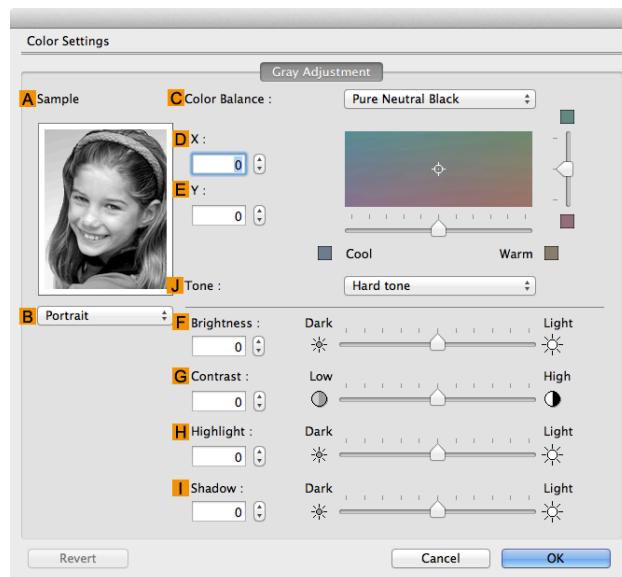 Color Settings
Gray Adjustment
A Sample
C Color Balance :
Pure Neutral Black
D X :
0
E Y :
0
Cool
Warm
J Tone :
Hard tone
B Portrait
F Brightness :
Dark
Light
0
G Contrast :
Low
High
0
H Highlight :
Dark
Light
0
I Shadow :
Dark
Light
0
Revert
Cancel
OK